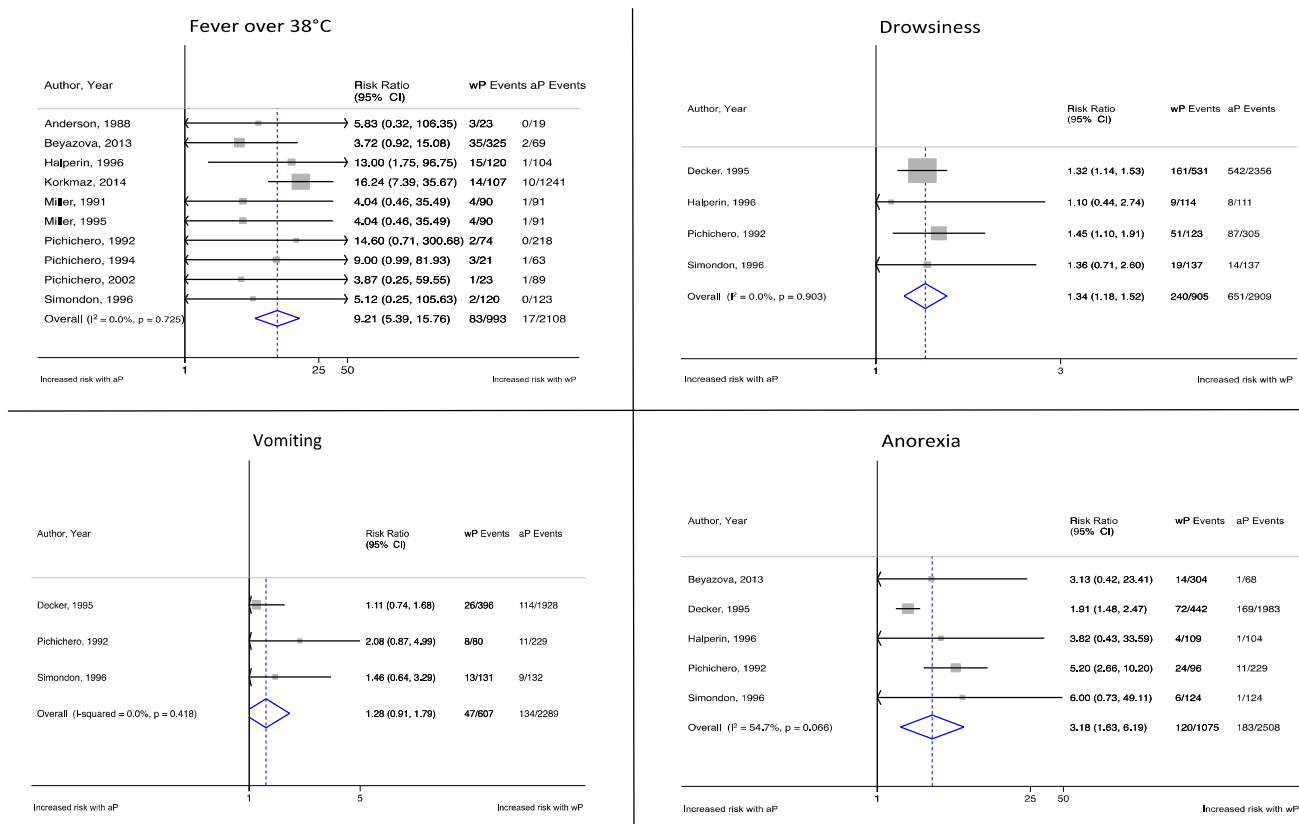 Fever over 38°C
Author, Year Risk Ratio (95% CI) wP Events aP Events
Anderson, 1988 5.83 (0.32, 106.35) 3/23 0/19
Beyazova, 2013 3.72 (0.92, 15.08) 35/325 2/69
Halperin, 1996 13.00 (1.75, 96.75) 15/120 1/104
Korkmaz, 2014 16.24 (7.39, 35.67) 14/107 10/1241
Miller, 1991 4.04 (0.46, 35.49) 4/90 1/91
Miller, 1995 4.04 (0.46, 35.49) 4/90 1/91
Pichichero, 1992 14.60 (0.71, 300.68) 2/74 0/218
Pichichero, 1994 9.00 (0.99, 81.93) 3/21 1/63
Pichichero, 2002 3.87 (0.25, 59.55) 1/23 1/89
Simondon, 1996 5.12 (0.25, 105.63) 2/120 0/123
Overall (I² = 0.0%, p = 0.725) 9.21 (5.39, 15.76) 83/993 17/2108
1 25 50
Increased risk with aP Increased risk with wP
Drowsiness
Author, Year Risk Ratio (95% CI) wP Events aP Events
Decker, 1995 1.32 (1.14, 1.53) 161/531 542/2356
Halperin, 1996 1.10 (0.44, 2.74) 9/114 8/111
Pichichero, 1992 1.45 (1.10, 1.91) 51/123 87/305
Simondon, 1996 1.36 (0.71, 2.60) 19/137 14/137
Overall (I² = 0.0%, p = 0.903) 1.34 (1.18, 1.52) 240/905 651/2909
1 3
Increased risk with aP Increased risk with wP
Vomiting
Author, Year Risk Ratio (95% CI) wP Events aP Events
Decker, 1995 1.11 (0.74, 1.68) 26/396 114/1928
Pichichero, 1992 2.08 (0.87, 4.99) 8/80 11/229
Simondon, 1996 1.46 (0.64, 3.29) 13/131 9/132
Overall (I-squared = 0.0%, p = 0.418) 1.28 (0.91, 1.79) 47/607 134/2289
1 5
Increased risk with aP Increased risk with wP
Anorexia
Author, Year Risk Ratio (95% CI) wP Events aP Events
Beyazova, 2013 3.13 (0.42, 23.41) 14/304 1/68
Decker, 1995 1.91 (1.48, 2.47) 72/442 169/1983
Halperin, 1996 3.82 (0.43, 33.59) 4/109 1/104
Pichichero, 1992 5.20 (2.66, 10.20) 24/96 11/229
Simondon, 1996 6.00 (0.73, 49.11) 6/124 1/124
Overall (I² = 54.7%, p = 0.066) 3.18 (1.63, 6.19) 120/1075 183/2508
1 25 50
Increased risk with aP Increased risk with wP